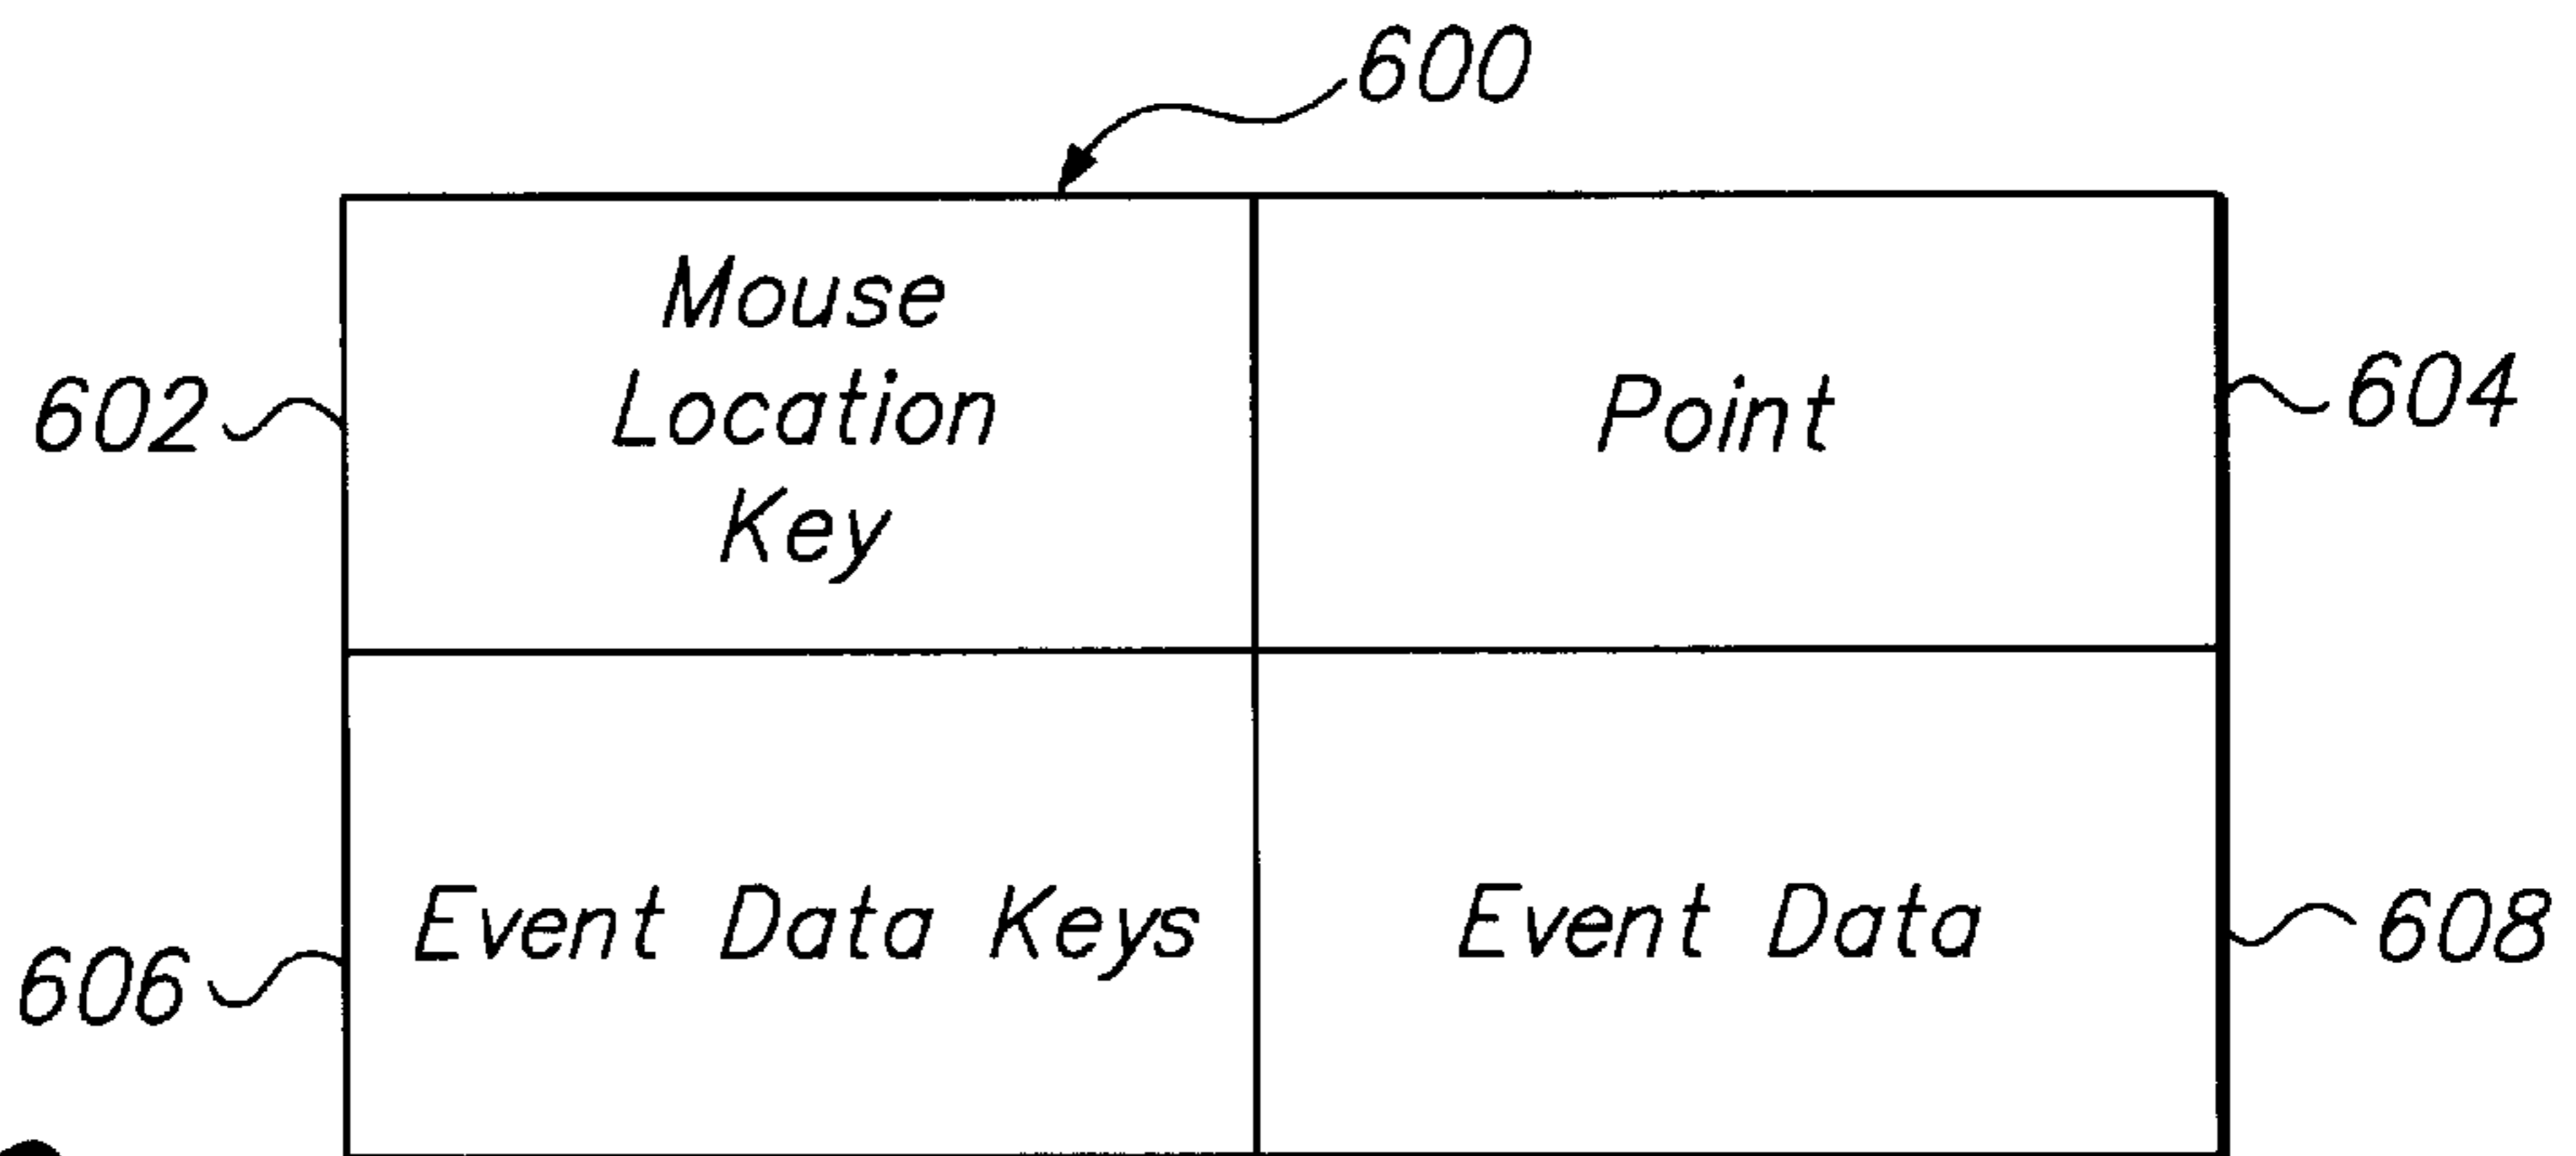 600
Mouse
Location
Key
Point
602
604
Event Data Keys
Event Data
606
608